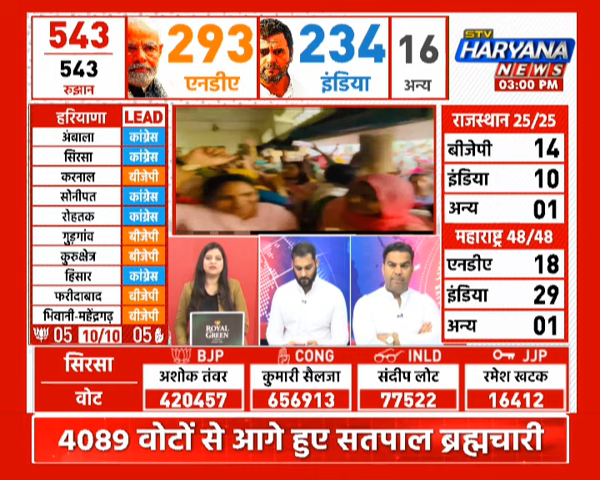 543
543
रुझान
293
एनडीए
234
इंडिया
16
अन्य
STV
HARYANA
NEWS
03:00 PM
हरियाणा LEAD
अंबाला कांग्रेस
सिरसा कांग्रेस
करनाल बीजेपी
सोनीपत कांग्रेस
रोहतक कांग्रेस
गुड़गांव बीजेपी
कुरुक्षेत्र बीजेपी
हिसार कांग्रेस
फरीदाबाद बीजेपी
भिवानी-महेंद्रगढ़ बीजेपी
05 10/10 05
राजस्थान 25/25
बीजेपी 14
इंडिया 10
अन्य 01
महाराष्ट्र 48/48
एनडीए 18
इंडिया 29
अन्य 01
ROYAL
GREEN
सिरसा BJP CONG INLD JJP
अशोक तंवर कुमारी सैलजा संदीप लोट रमेश खटक
वोट 420457 656913 77522 16412
4089 वोटों से आगे हुए सतपाल ब्रह्मचारी